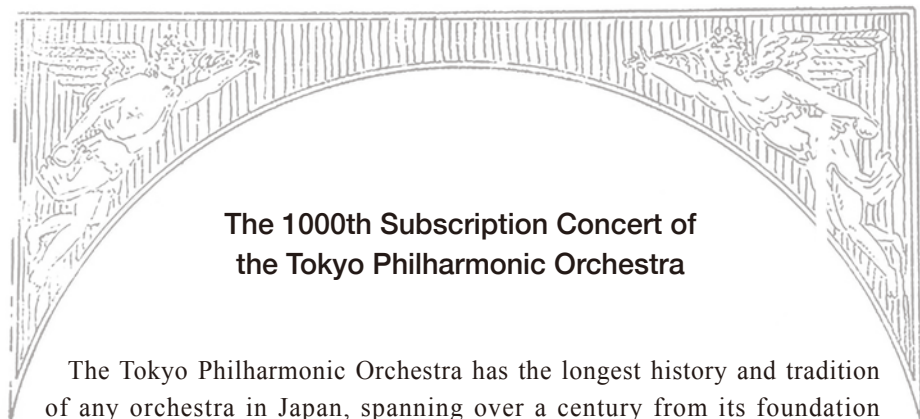 The 1000th Subscription Concert of
the Tokyo Philharmonic Orchestra
The Tokyo Philharmonic Orchestra has the longest history and tradition
of any orchestra in Japan, spanning over a century from its foundation